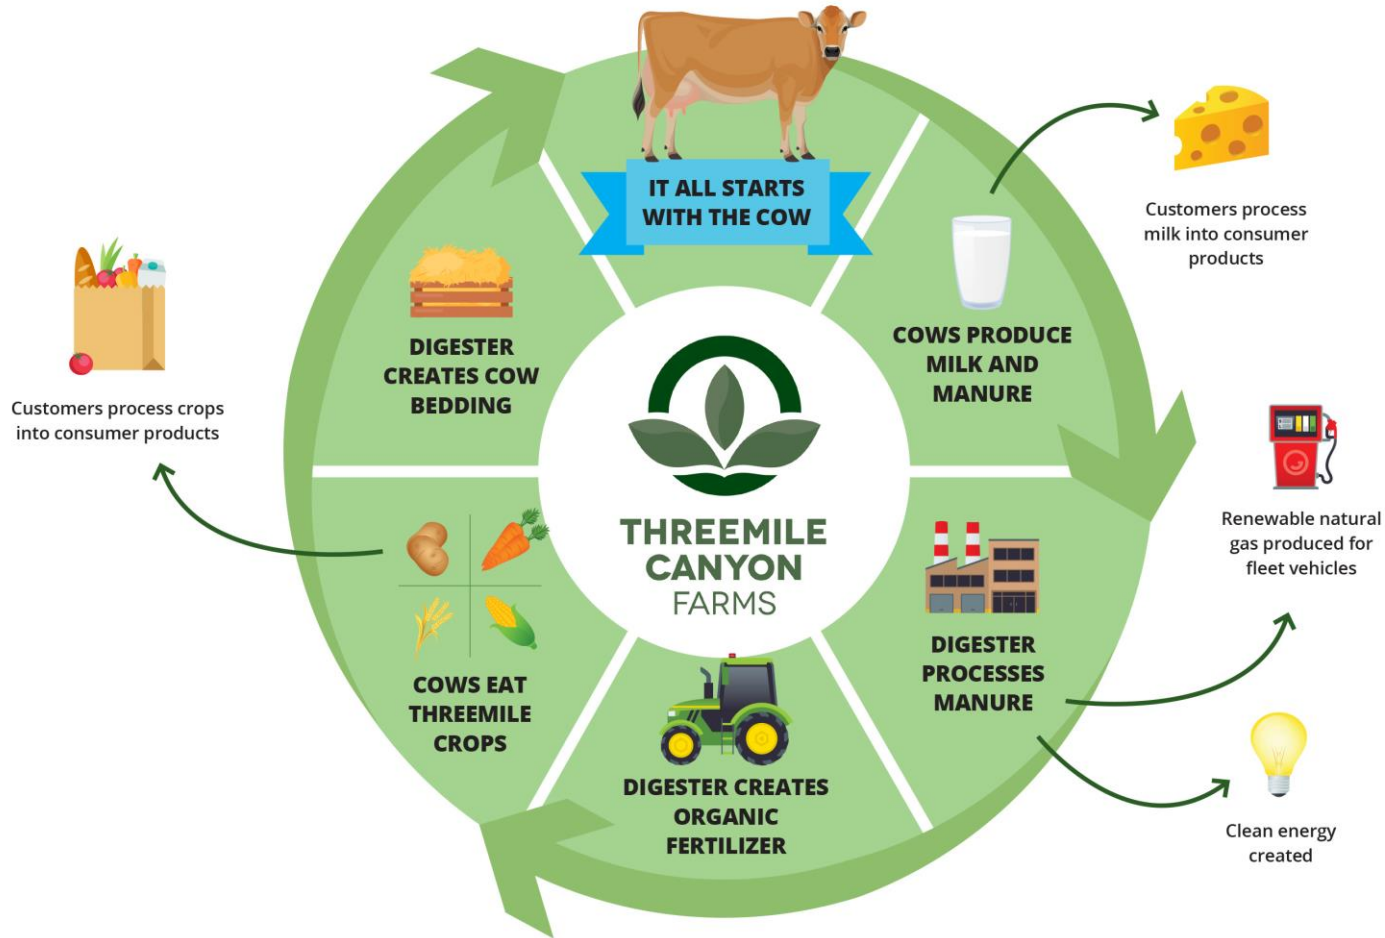 IT ALL STARTS
WITH THE COW
COWS PRODUCE
MILK AND
MANURE
Customers process
milk into consumer
products
DIGESTER
PROCESSES
MANURE
Renewable natural
gas produced for
fleet vehicles
Clean energy
created
DIGESTER CREATES
ORGANIC
FERTILIZER
COWS EAT
THREEMILE
CROPS
Customers process crops
into consumer products
DIGESTER
CREATES COW
BEDDING
THREEMILE
CANYON
FARMS